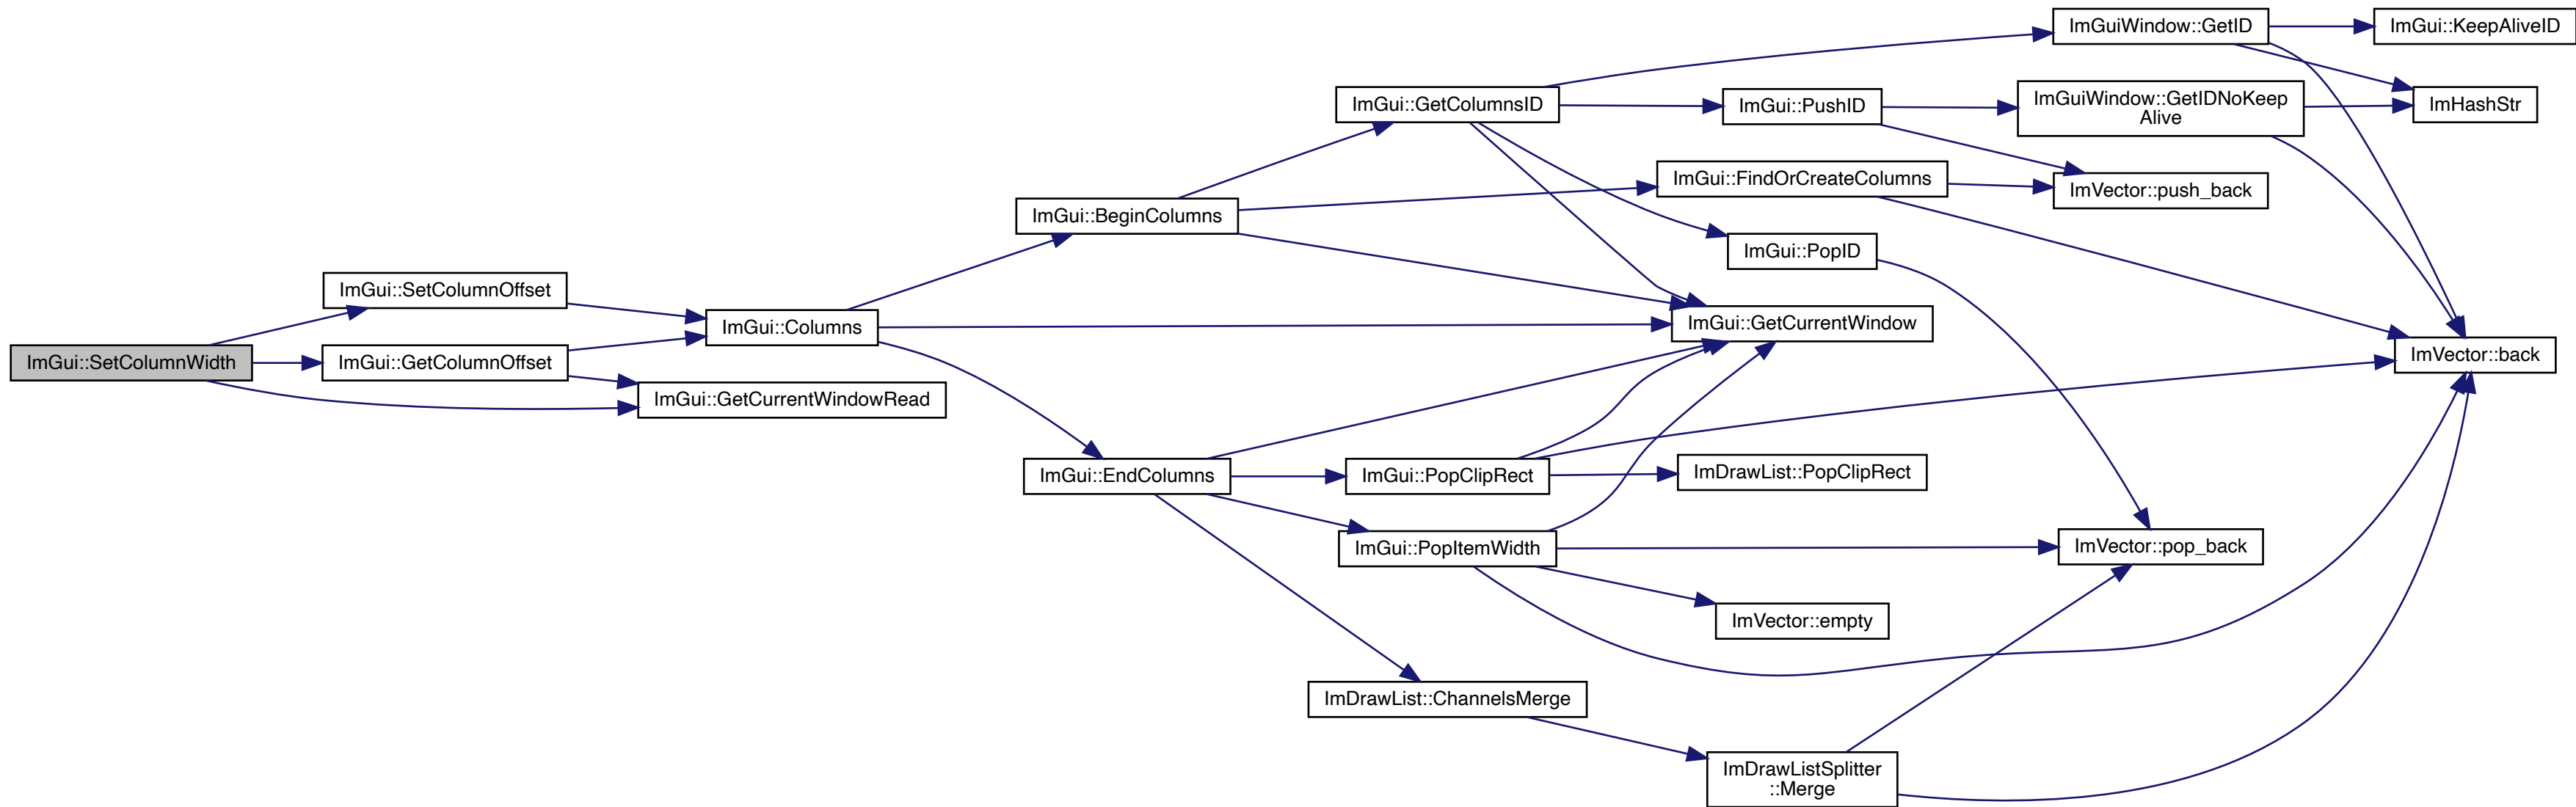 ImGui::SetColumnWidth
ImGui::SetColumnOffset
ImGui::GetColumnOffset
ImGui::Columns
ImGui::GetCurrentWindowRead
ImGui::BeginColumns
ImGui::EndColumns
ImGui::GetColumnsID
ImGui::PopClipRect
ImGui::PopItemWidth
ImDrawList::ChannelsMerge
ImGui::PushID
ImGui::FindOrCreateColumns
ImGui::PopID
ImGui::GetCurrentWindow
ImDrawList::PopClipRect
ImVector::empty
ImDrawListSplitter
::Merge
ImGuiWindow::GetID
ImGuiWindow::GetIDNoKeep
Alive
ImVector::push_back
ImVector::pop_back
ImGui::KeepAliveID
ImHashStr
ImVector::back